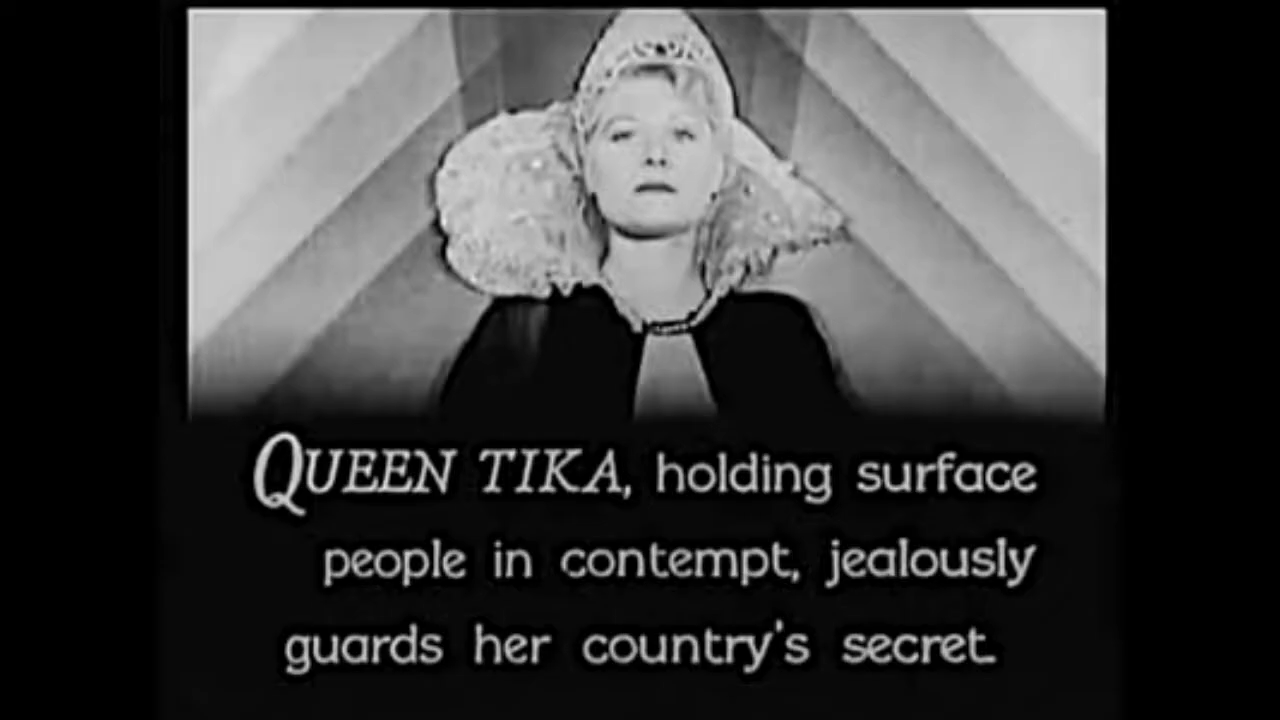 QUEEN TIKA, holding surface
people in contempt, jealously
guards her country's secret.